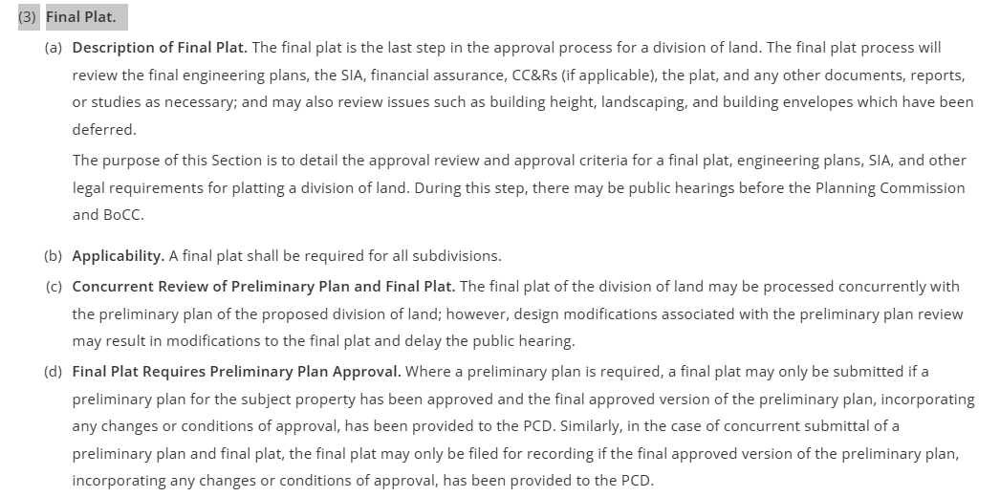 (3) Final Plat.
(a) Description of Final Plat. The final plat is the last step in the approval process for a division of land. The final plat process will
review the final engineering plans, the SIA, financial assurance, CC&Rs (if applicable), the plat, and any other documents, reports,
or studies as necessary; and may also review issues such as building height, landscaping, and building envelopes which have been
deferred.
The purpose of this Section is to detail the approval review and approval criteria for a final plat, engineering plans, SIA, and other
legal requirements for platting a division of land. During this step, there may be public hearings before the Planning Commission
and BoCC.
(b) Applicability. A final plat shall be required for all subdivisions.
(c) Concurrent Review of Preliminary Plan and Final Plat. The final plat of the division of land may be processed concurrently with
the preliminary plan of the proposed division of land; however, design modifications associated with the preliminary plan review
may result in modifications to the final plat and delay the public hearing.
(d) Final Plat Requires Preliminary Plan Approval. Where a preliminary plan is required, a final plat may only be submitted if a
preliminary plan for the subject property has been approved and the final approved version of the preliminary plan, incorporating
any changes or conditions of approval, has been provided to the PCD. Similarly, in the case of concurrent submittal of a
preliminary plan and final plat, the final plat may only be filed for recording if the final approved version of the preliminary plan,
incorporating any changes or conditions of approval, has been provided to the PCD.